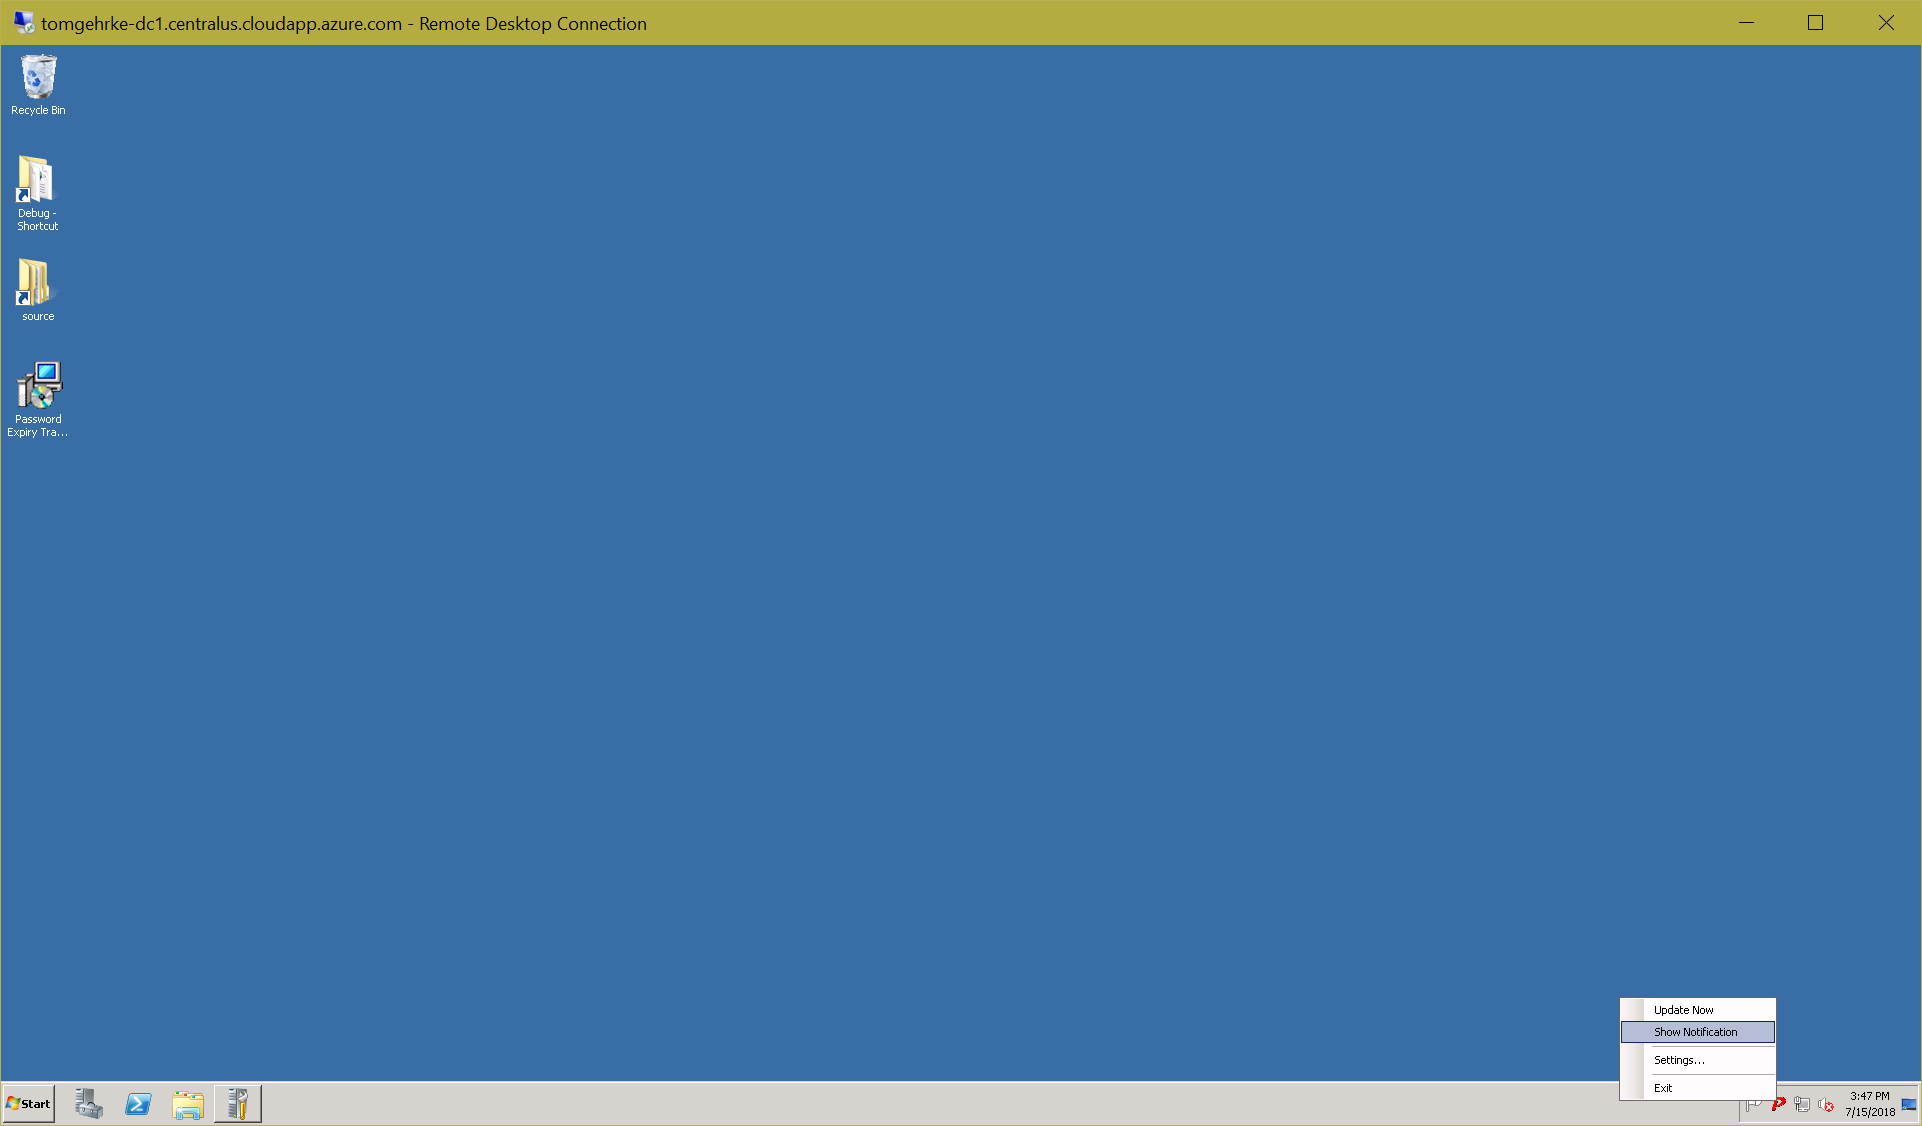 tomgehrke-dc1.centralus.cloudapp.azure.com - Remote Desktop Connection
Recycle Bin
Debug -
Shortcut
source
Password
Expiry Tra...
Update Now
Show Notification
Settings...
Exit
Start
3:47 PM
7/15/2018